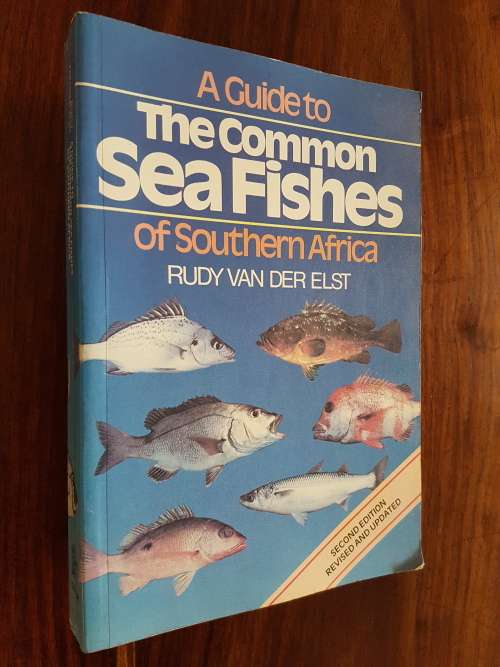 A Guide to
The Common
Sea Fishes
of Southern Africa
RUDY VAN DER ELST
SECOND EDITION
REVISED AND UPDATED